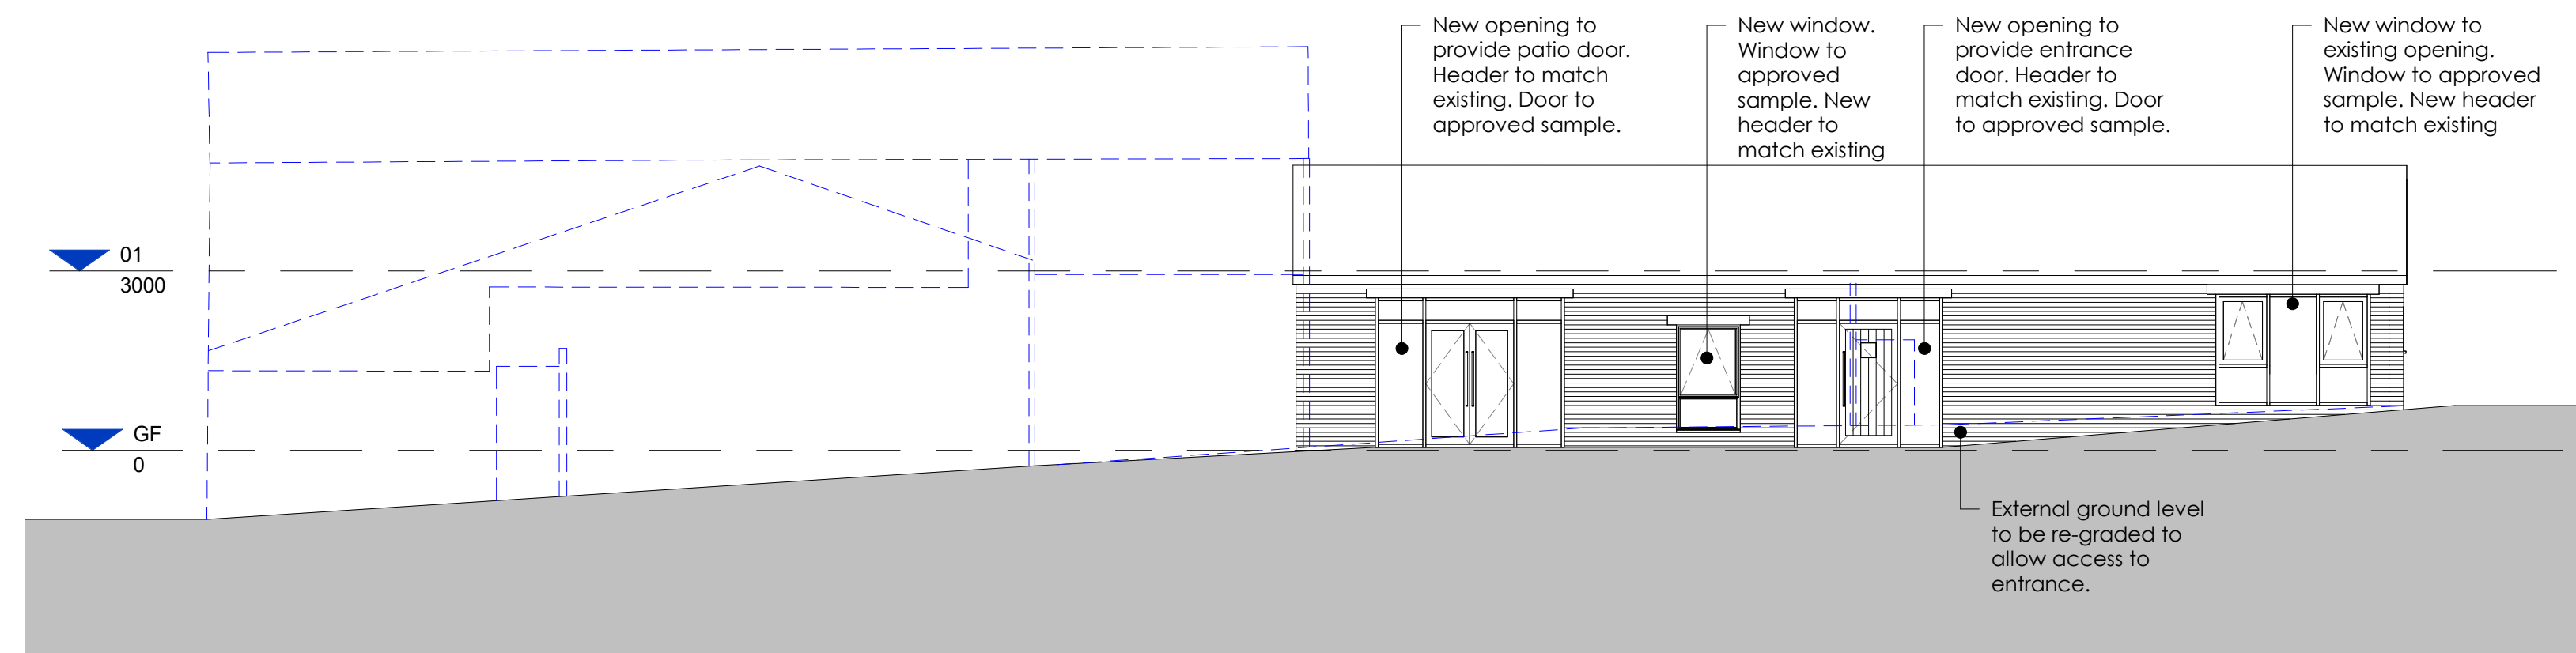 New opening to
provide patio door.
Header to match
existing. Door to
approved sample.
New window.
Window to
approved
sample. New
header to
match existing
New opening to
provide entrance
door. Header to
match existing. Door
to approved sample.
New window to
existing opening.
Window to approved
sample. New header
to match existing
01
3000
GF
0
External ground level
to be re-graded to
allow access to
entrance.